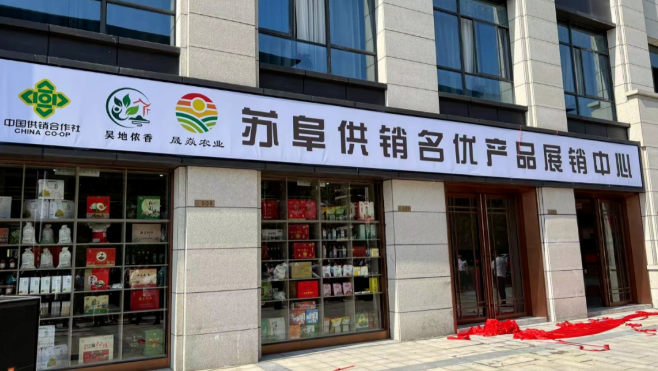 中国供销合作社
CHINA CO-OP
吴地侬香
晟焱农业
苏阜供销名优产品展销中心